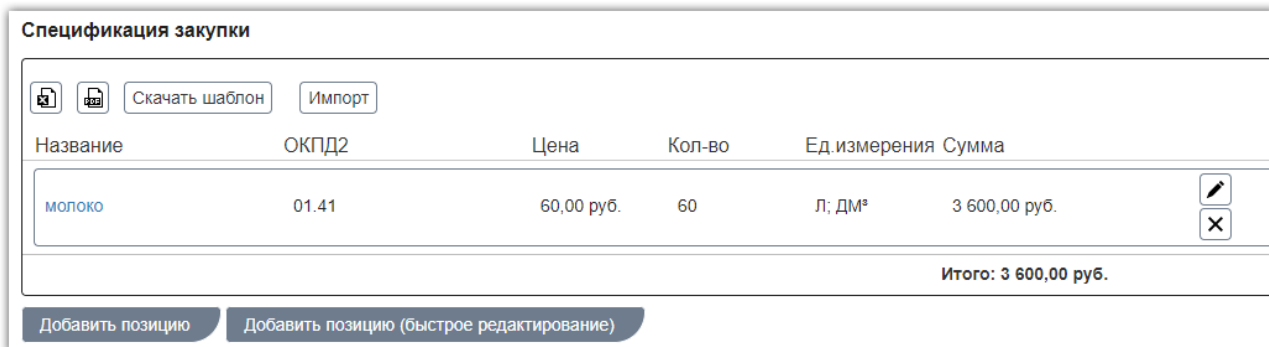 Спецификация закупки
PDF Скачать шаблон Импорт
Название ОКПД2 Цена Кол-во Ед.измерения Сумма
молоко 01.41 60,00 руб. 60 Л; ДМ³ 3 600,00 руб.
Итого: 3 600,00 руб.
Добавить позицию Добавить позицию (быстрое редактирование)